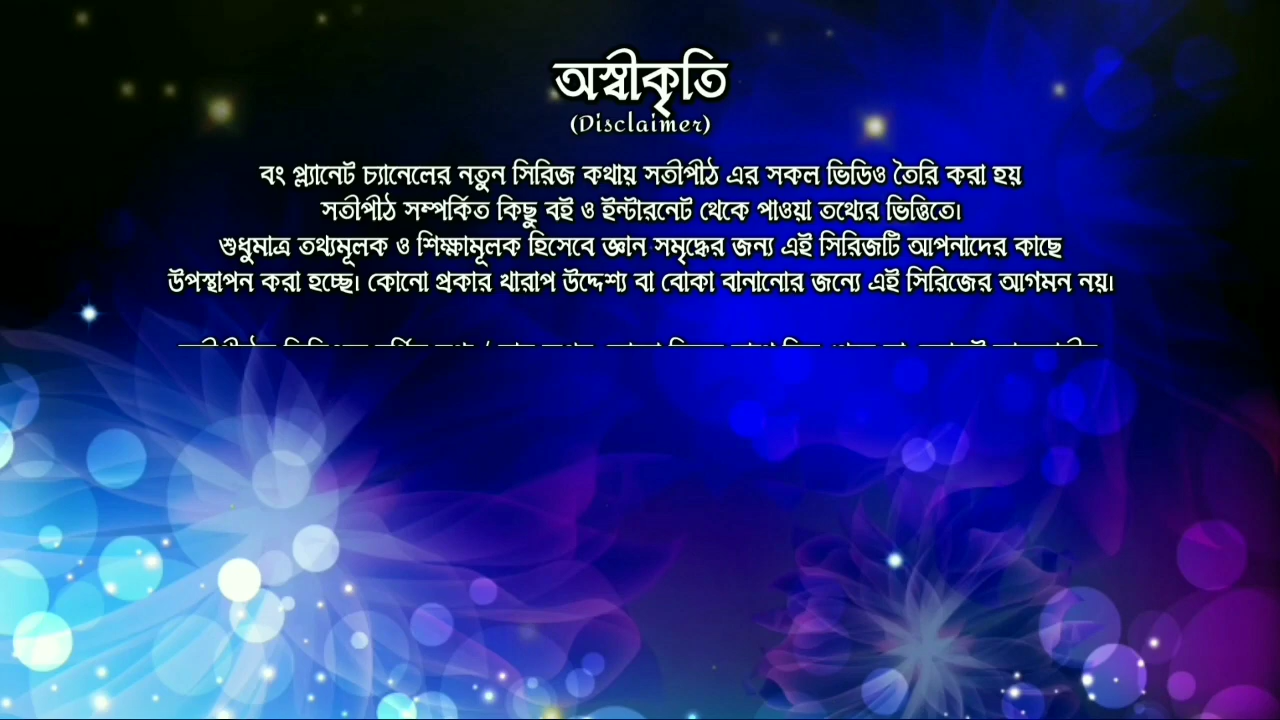 অস্বীকৃতি
(Disclaimer)
বং প্ল্যানেট চ্যানেলের নতুন সিরিজ কথায় সতীপীঠ এর সকল ভিডিও তৈরি করা হয়
সতীপীঠ সম্পর্কিত কিছু বই ও ইন্টারনেট থেকে পাওয়া তথ্যের ভিত্তিতে।
শুধুমাত্র তথ্যমূলক ও শিক্ষামূলক হিসেবে জ্ঞান সমৃদ্ধের জন্য এই সিরিজটি আপনাদের কাছে
উপস্থাপন করা হচ্ছে। কোনো প্রকার খারাপ উদ্দেশ্য বা বোকা বানানোর জন্যে এই সিরিজের আগমন নয়।